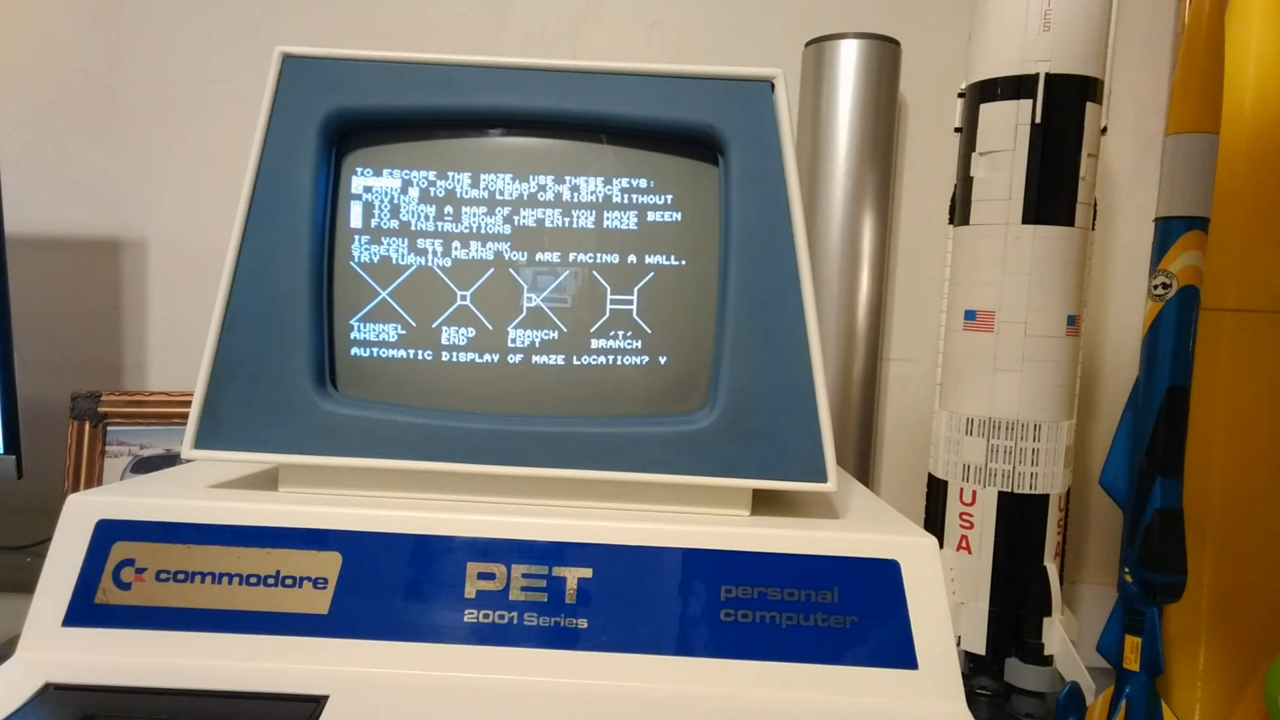 TO ESCAPE THE MAZE, USE THESE KEYS:
TO MOVE FORWARD ONE SPACE
AND TO TURN LEFT OR RIGHT WITHOUT
MOVING
TO DRAW A MAP OF WHERE YOU HAVE BEEN
TO QUIT - SHOWS THE ENTIRE MAZE
FOR INSTRUCTIONS
IF YOU SEE A BLANK
SCREEN, IT MEANS YOU ARE FACING A WALL.
TRY TURNING
TUNNEL
AHEAD
DEAD
END
BRANCH
LEFT
'T'
BRANCH
AUTOMATIC DISPLAY OF MAZE LOCATION? Y
commodore
PET
2001 Series
personal
computer
USA
USA